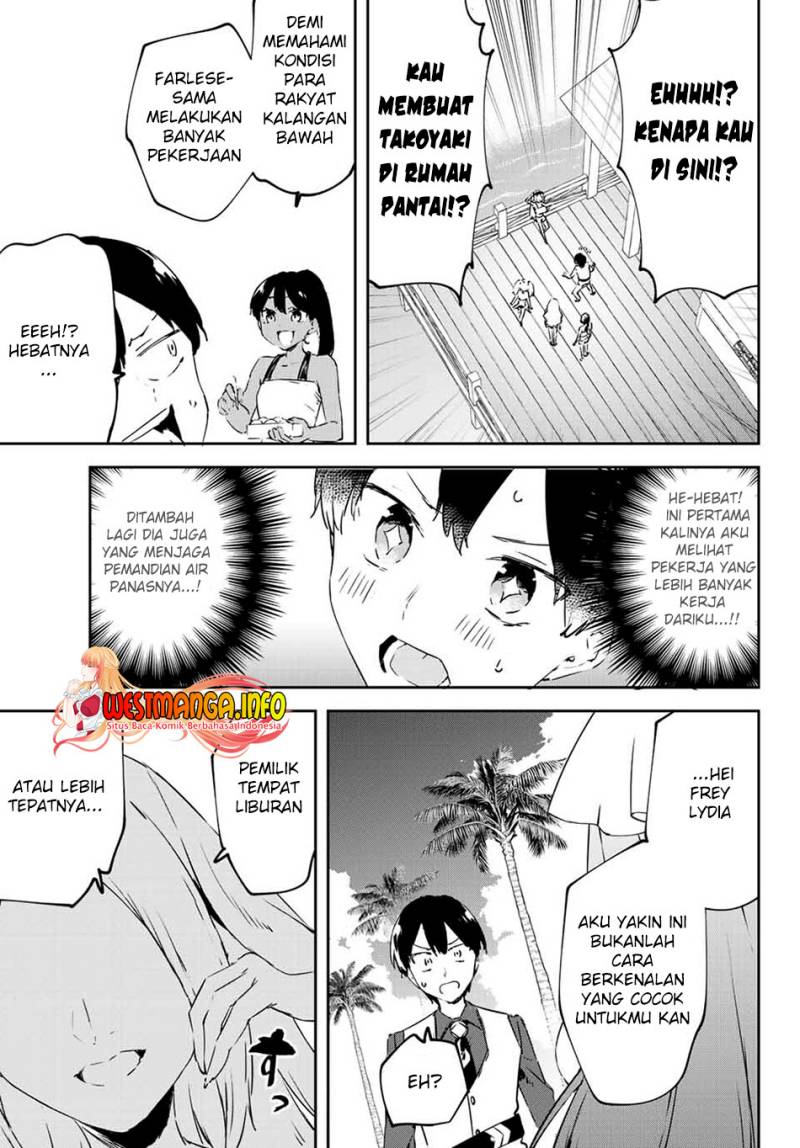 EHHHH!?
KENAPA KAU
DI SINI!?
KAU
MEMBUAT
TAKOYAKI
DI RUMAH
PANTAI!?
DEMI
MEMAHAMI
KONDISI
PARA
RAKYAT
KALANGAN
BAWAH
FARLESE-
SAMA
MELAKUKAN
BANYAK
PEKERJAAN
EEEH!?
HEBATNYA
...
HE-HEBAT!
INI PERTAMA
KALINYA AKU
MELIHAT
PEKERJA YANG
LEBIH BANYAK
KERJA
DARIKU...!!
DITAMBAH
LAGI DIA JUGA
YANG MENJAGA
PEMANDIAN AIR
PANASNYA...!
WESTMANGA.INFO
Situs Baca Komik Berbahasa Indonesia
...HEI
FREY
LYDIA
AKU YAKIN INI
BUKANLAH
CARA
BERKENALAN
YANG COCOK
UNTUKMU KAN
EH?
PEMILIK
TEMPAT
LIBURAN
ATAU LEBIH
TEPATNYA...
すっ